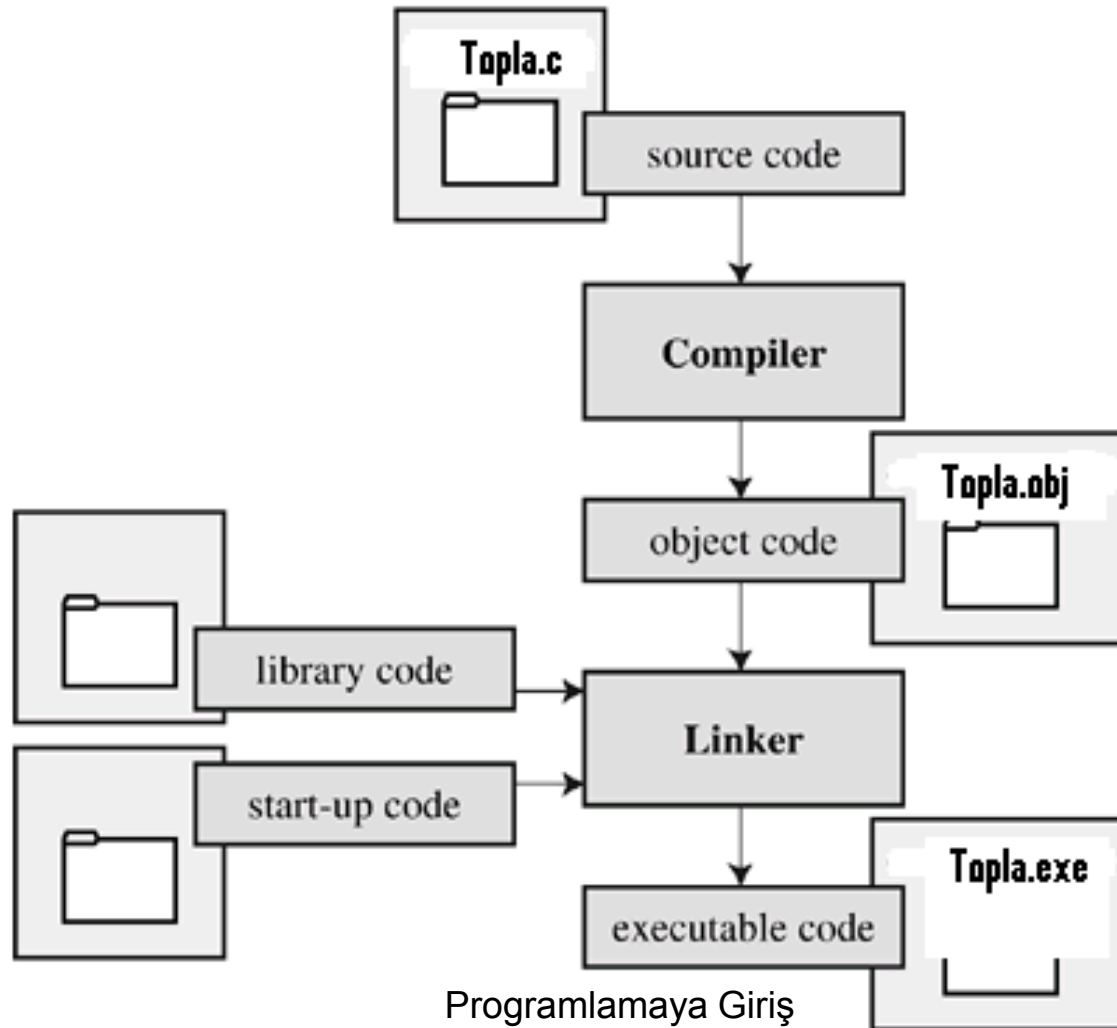 Topla.c
source code
Compiler
Topla.obj
object code
library code
Linker
start-up code
Topla.exe
executable code
Programlamaya Giriş